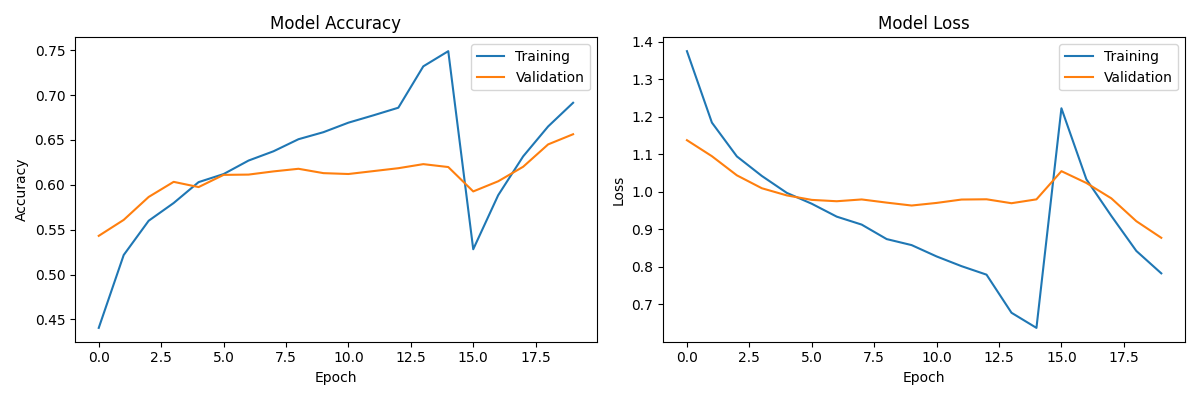 Model Accuracy
Training
Validation
0.75
0.70
0.65
0.60
0.55
0.50
0.45
Accuracy
0.0 2.5 5.0 7.5 10.0 12.5 15.0 17.5
Epoch
Model Loss
Training
Validation
1.4
1.3
1.2
1.1
1.0
0.9
0.8
0.7
Loss
0.0 2.5 5.0 7.5 10.0 12.5 15.0 17.5
Epoch